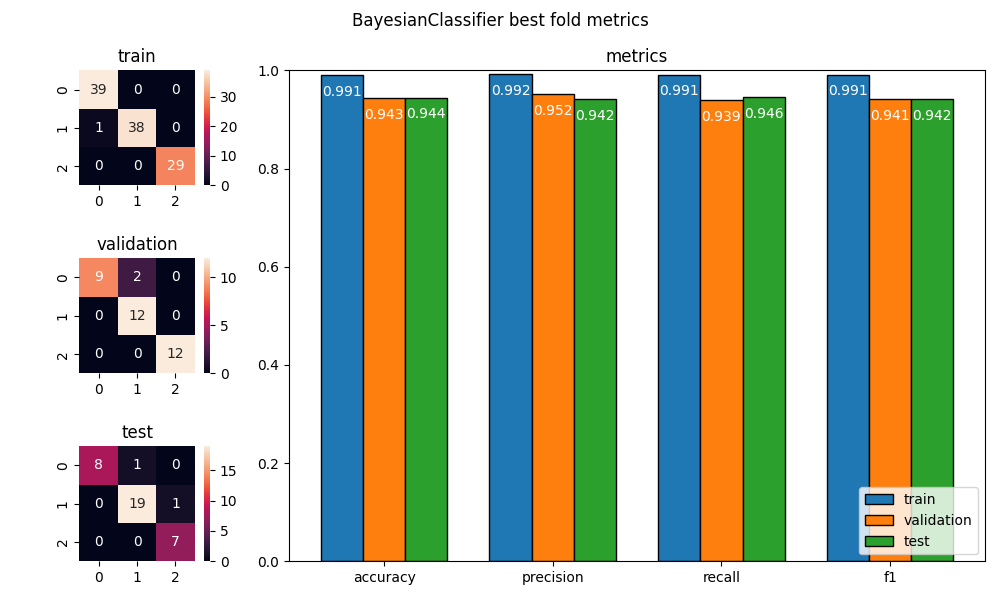 BayesianClassifier best fold metrics
train
0 39 0 0
1 1 38 0
2 0 0 29
0 1 2
30
20
10
0
validation
0 9 2 0
1 0 12 0
2 0 0 12
0 1 2
10
5
0
test
0 8 1 0
1 0 19 1
2 0 0 7
0 1 2
15
10
5
0
metrics
1.0
0.8
0.6
0.4
0.2
0.0
0.991 0.943 0.944
0.992 0.952 0.942
0.991 0.939 0.946
0.991 0.941 0.942
accuracy precision recall f1
train
validation
test